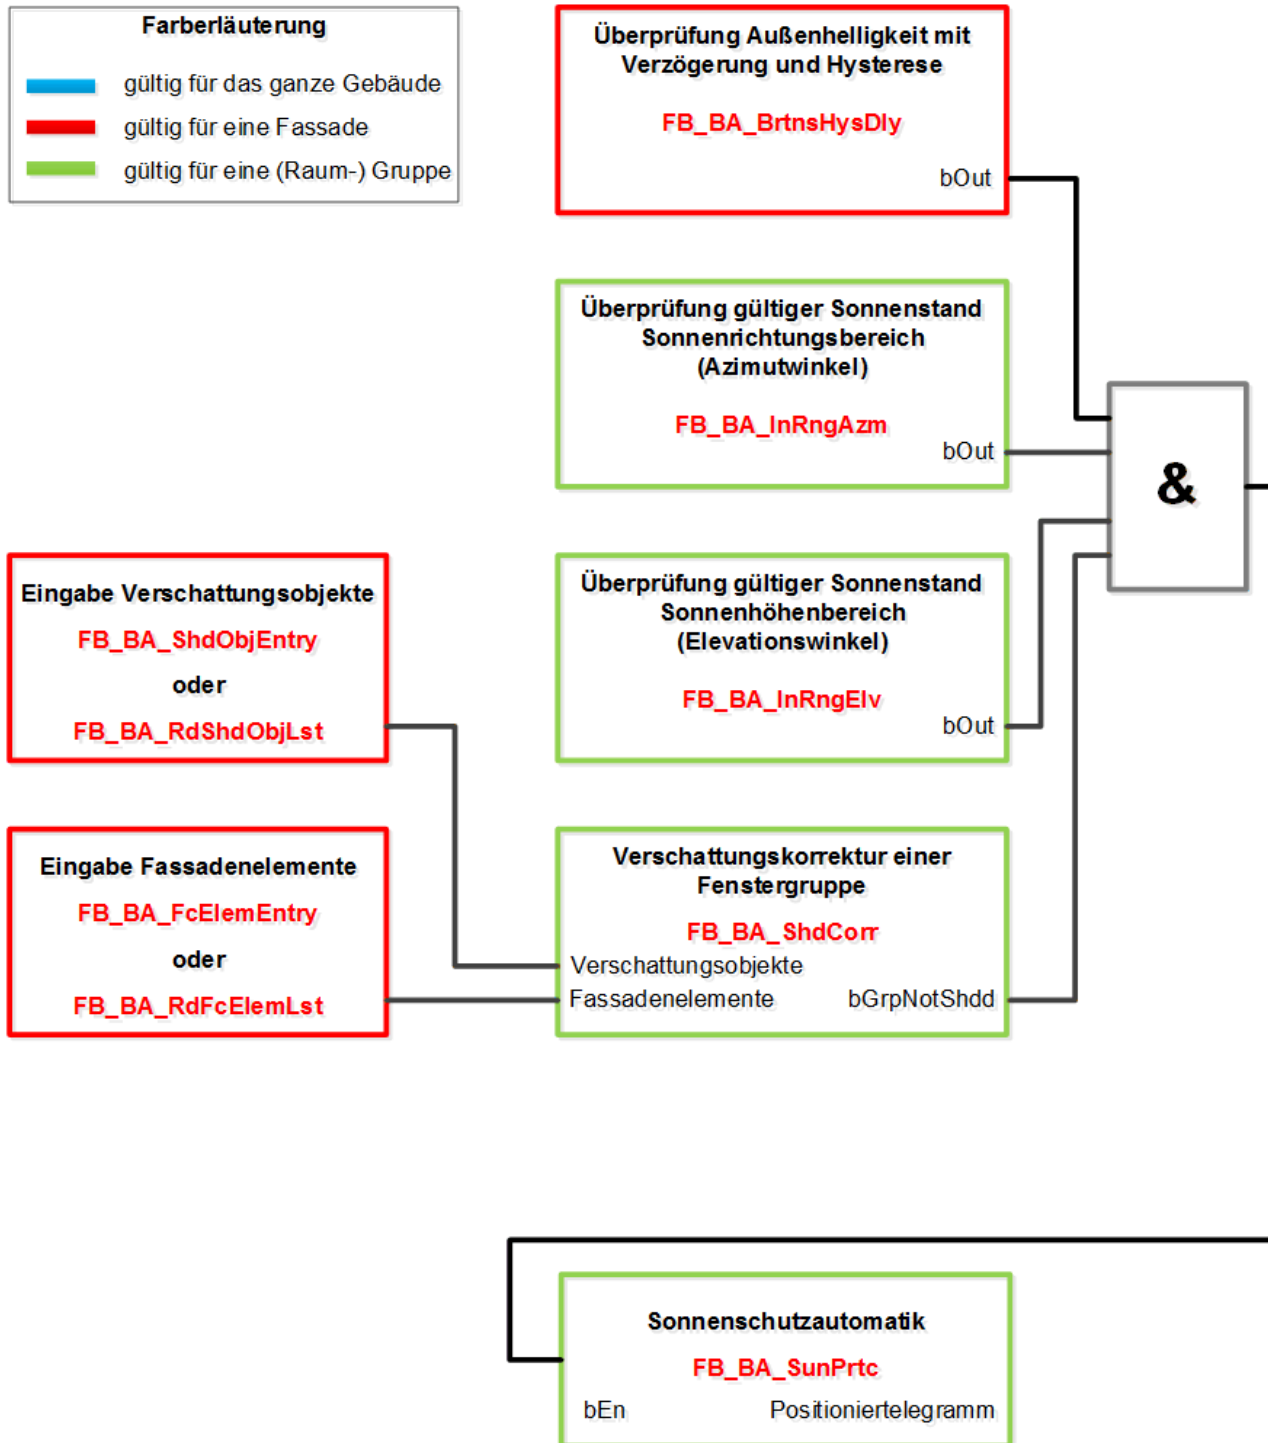 Farberläuterung
gültig für das ganze Gebäude
gültig für eine Fassade
gültig für eine (Raum-) Gruppe
Überprüfung Außenhelligkeit mit
Verzögerung und Hysterese
FB_BA_BrtnsHysDly
bOut
Überprüfung gültiger Sonnenstand
Sonnenrichtungsbereich
(Azimutwinkel)
FB_BA_InRngAzm
bOut
&
Eingabe Verschattungsobjekte
FB_BA_ShdObjEntry
oder
FB_BA_RdShdObjLst
Überprüfung gültiger Sonnenstand
Sonnenhöhenbereich
(Elevationswinkel)
FB_BA_InRngElv
bOut
Eingabe Fassadenelemente
FB_BA_FcElemEntry
oder
FB_BA_RdFcElemLst
Verschattungskorrektur einer
Fenstergruppe
FB_BA_ShdCorr
Verschattungsobjekte
Fassadenelemente bGrpNotShdd
Sonnenschutzautomatik
FB_BA_SunPrtc
bEn Positioniertelegramm